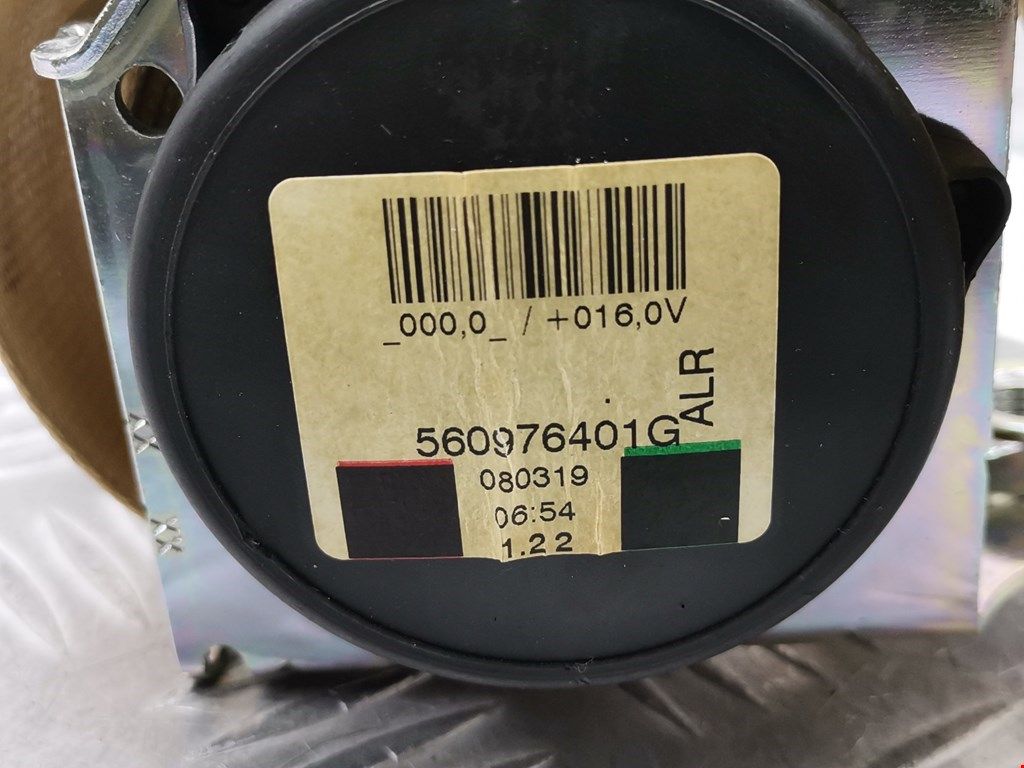 _000,0_ / +016,0V
ALR
560976401G
080319
06:54
1.22